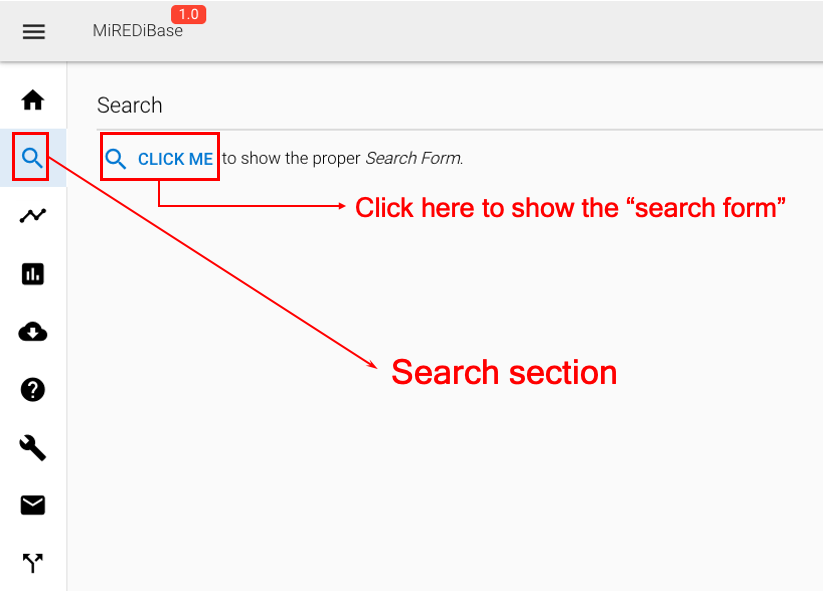 1.0
MiREDiBase
Search
CLICK ME to show the proper Search Form.
Click here to show the “search form”
Search section